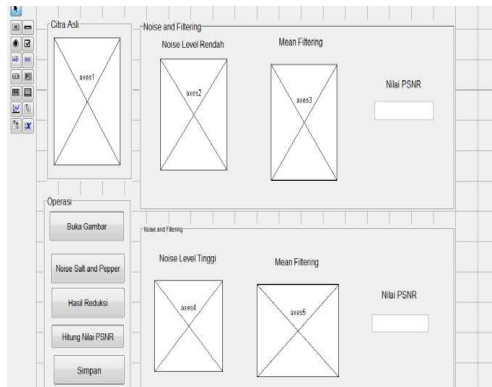 Citra Asli
axes1
Noise and Filtering
Noise Level Rendah
Mean Filtering
axes2
axes3
Nilai PSNR
Operasi
Buka Gambar
Noise Salt and Pepper
Hasil Reduksi
Hitung Nilai PSNR
Simpan
Noise and Filtering
Noise Level Tinggi
Mean Filtering
axes4
axes5
Nilai PSNR